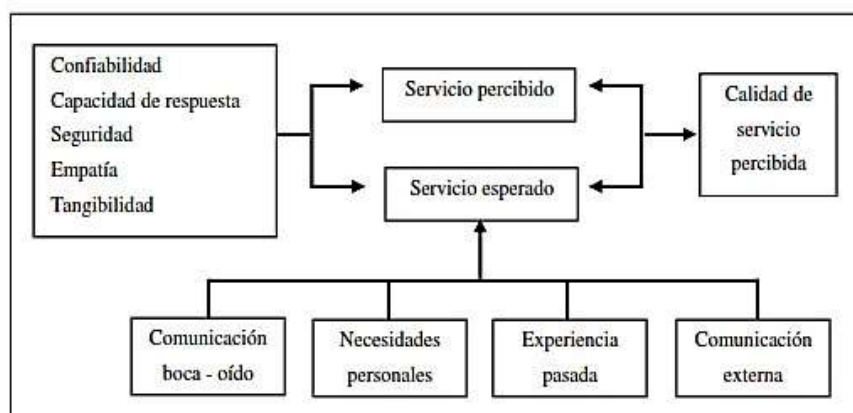 Confiabilidad
Capacidad de respuesta
Seguridad
Empatía
Tangibilidad
Servicio percibido
Servicio esperado
Calidad de
servicio
percibida
Comunicación
boca - oído
Necesidades
personales
Experiencia
pasada
Comunicación
externa